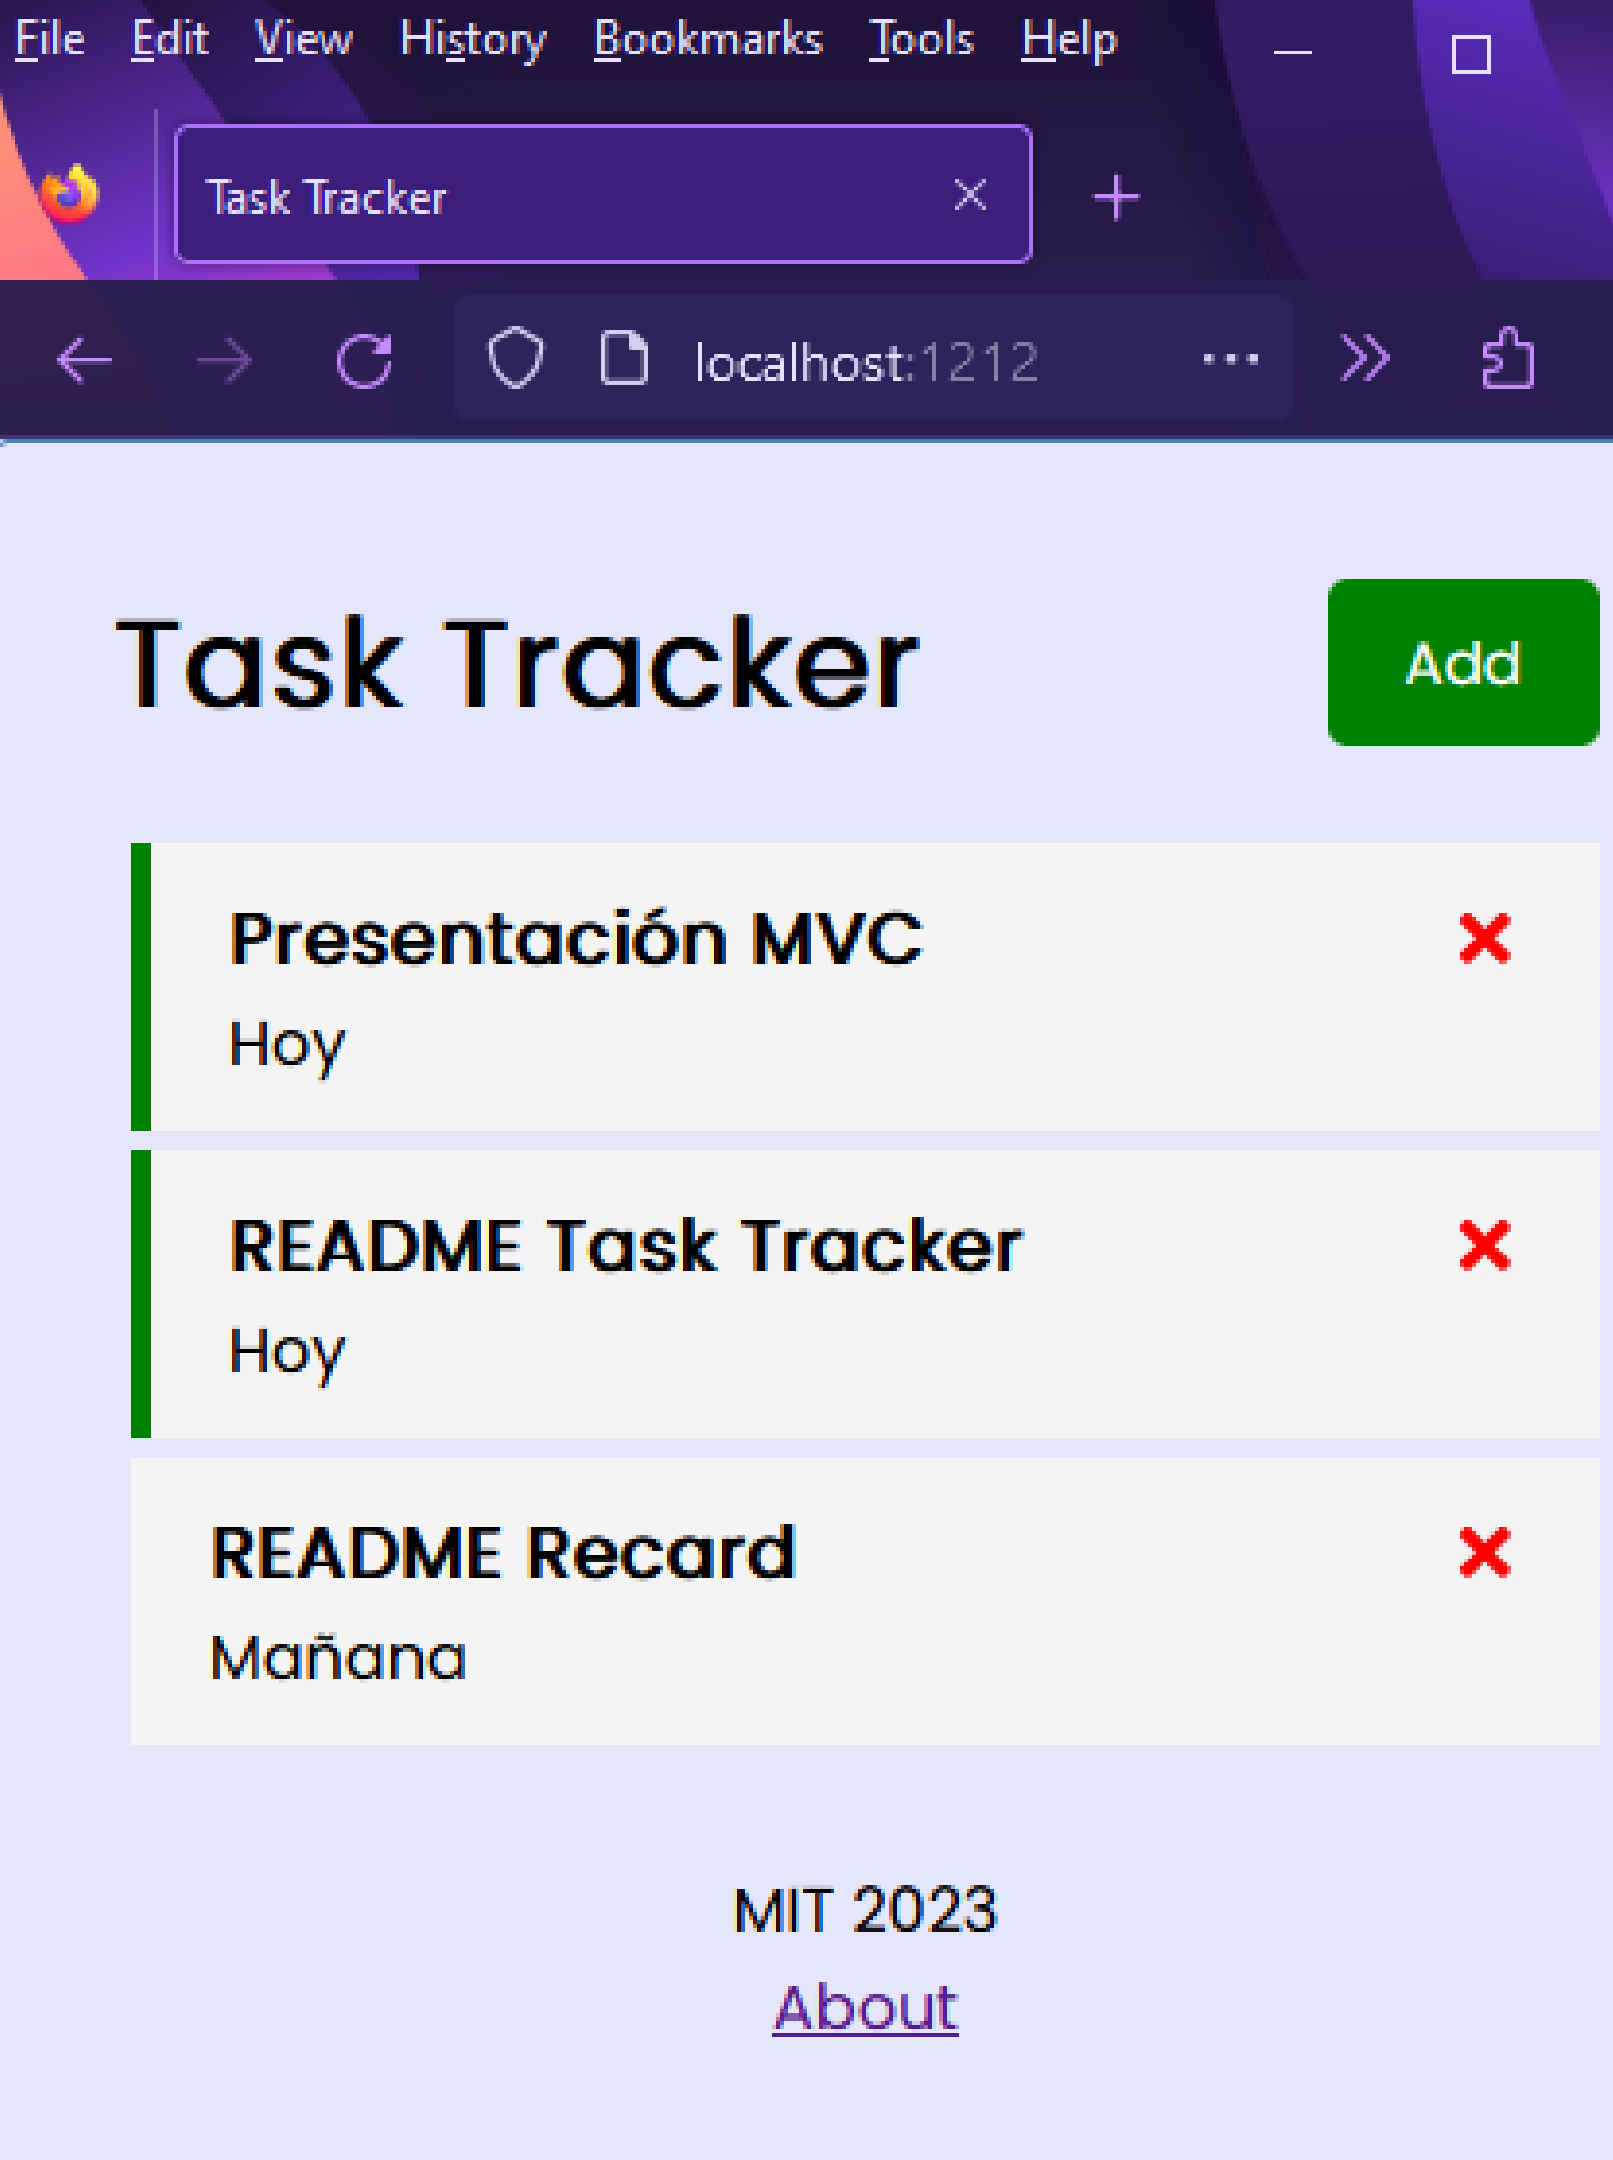 File Edit View History Bookmarks Tools Help
Task Tracker
localhost:1212
Task Tracker
Add
Presentación MVC
Hoy
README Task Tracker
Hoy
README Recard
Mañana
MIT 2023
About